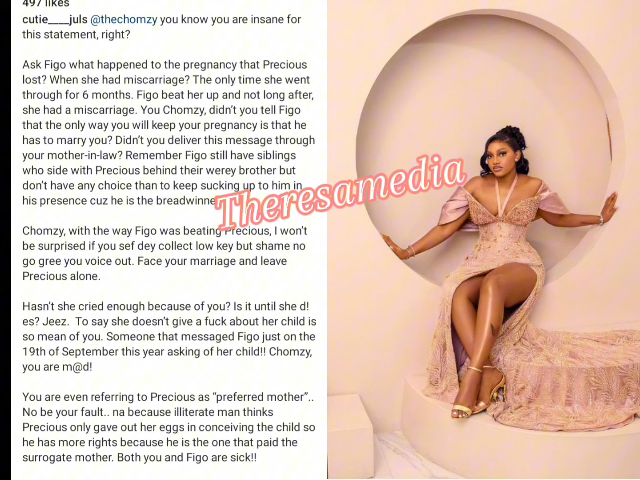 497 likes
cutie____juls @thechomzy you know you are insane for
this statement, right?
Ask Figo what happened to the pregnancy that Precious
lost? When she had miscarriage? The only time she went
through for 6 months. Figo beat her up and not long after,
she had a miscarriage. You Chomzy, didn’t you tell Figo
that the only way you will keep your pregnancy is that he
has to marry you? Didn’t you deliver this message through
your mother-in-law? Remember Figo still have siblings
who side with Precious behind their werey brother but
don’t have any choice than to keep sucking up to him in
his presence cuz he is the breadwinne
Theresamedia
Chomzy, with the way Figo was beating Precious, I won’t
be surprised if you sef dey collect low key but shame no
go gree you voice out. Face your marriage and leave
Precious alone.
Hasn’t she cried enough because of you? Is it until she d!
es? Jeez. To say she doesn’t give a fuck about her child is
so mean of you. Someone that messaged Figo just on the
19th of September this year asking of her child!! Chomzy,
you are m@d!
You are even referring to Precious as “preferred mother”..
No be your fault.. na because illiterate man thinks
Precious only gave out her eggs in conceiving the child so
he has more rights because he is the one that paid the
surrogate mother. Both you and Figo are sick!!